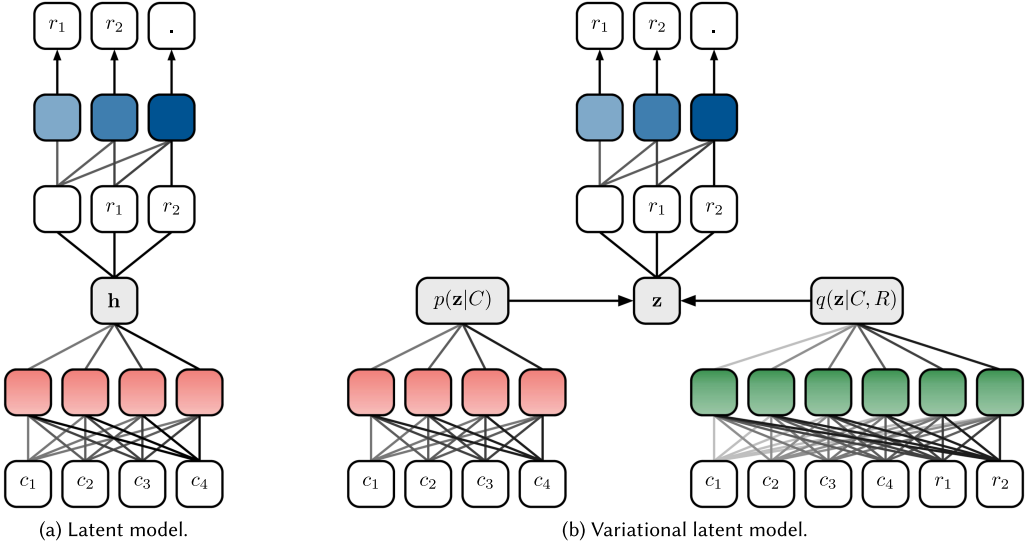 r₁ r₂ . r₁ r₂ .
r₁ r₂ r₁ r₂
h p(z|C) z q(z|C, R)
c₁ c₂ c₃ c₄ c₁ c₂ c₃ c₄ c₁ c₂ c₃ c₄ r₁ r₂
(a) Latent model. (b) Variational latent model.